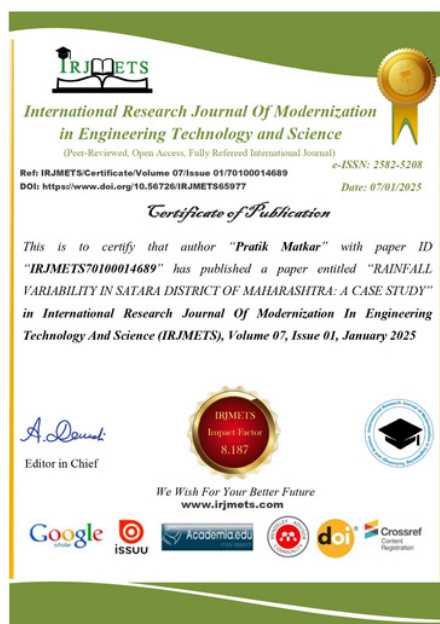 IRJMETS
International Research Journal Of Modernization
in Engineering Technology and Science
(Peer-Reviewed, Open Access, Fully Refereed International Journal)
e-ISSN: 2582-5208
Ref: IRJMETS/Certificate/Volume 07/Issue 01/70100014689
DOI: https://www.doi.org/10.56726/IRJMETS65977
Date: 07/01/2025
Certificate of Publication
This is to certify that author “Pratik Matkar” with paper ID
“IRJMETS70100014689” has published a paper entitled “RAINFALL
VARIABILITY IN SATARA DISTRICT OF MAHARASHTRA: A CASE STUDY”
in International Research Journal Of Modernization In Engineering
Technology And Science (IRJMETS), Volume 07, Issue 01, January 2025
A. Denati
Editor in Chief
IRJMETS
Impact Factor
8.187
We Wish For Your Better Future
www.irjmets.com
Google
scholar
issuu
Academia.edu
MENDELEY ADVISOR
COMMUNITY
doi
Crossref
Content
Registration